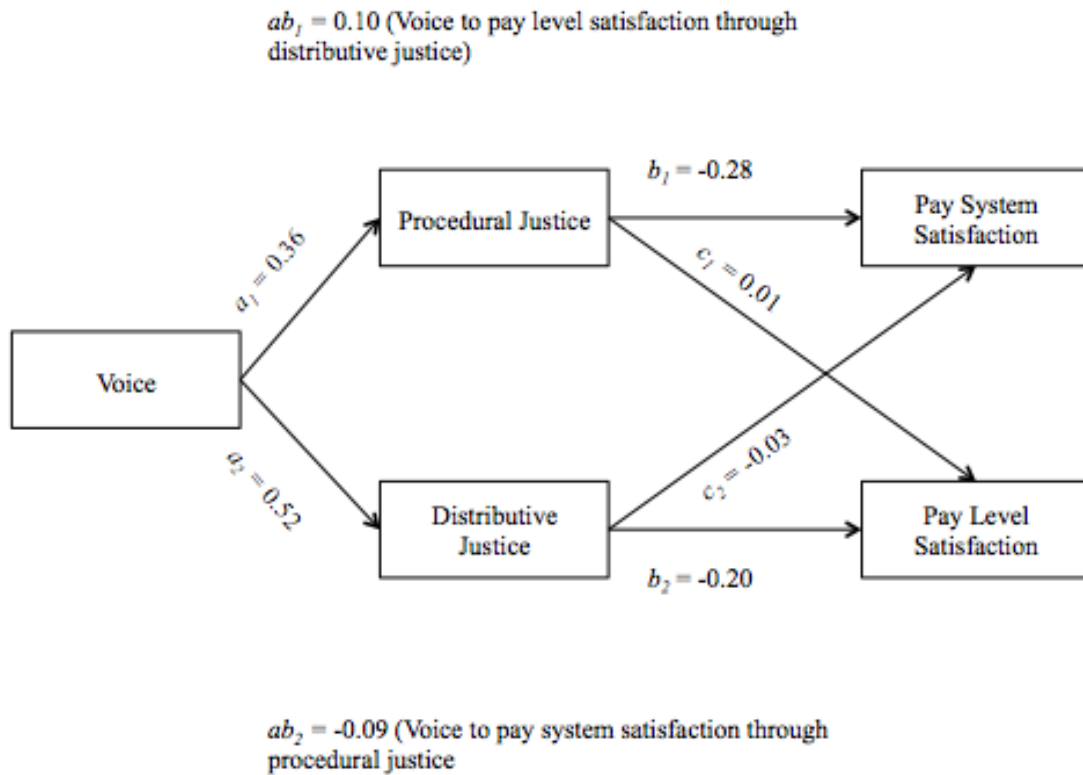 ab₁ = 0.10 (Voice to pay level satisfaction through
distributive justice)
b₁ = -0.28
Procedural Justice
Pay System
Satisfaction
a₁ = 0.36
c₁ = 0.01
Voice
a₂ = 0.52
c₂ = -0.03
Distributive
Justice
Pay Level
Satisfaction
b₂ = -0.20
ab₂ = -0.09 (Voice to pay system satisfaction through
procedural justice